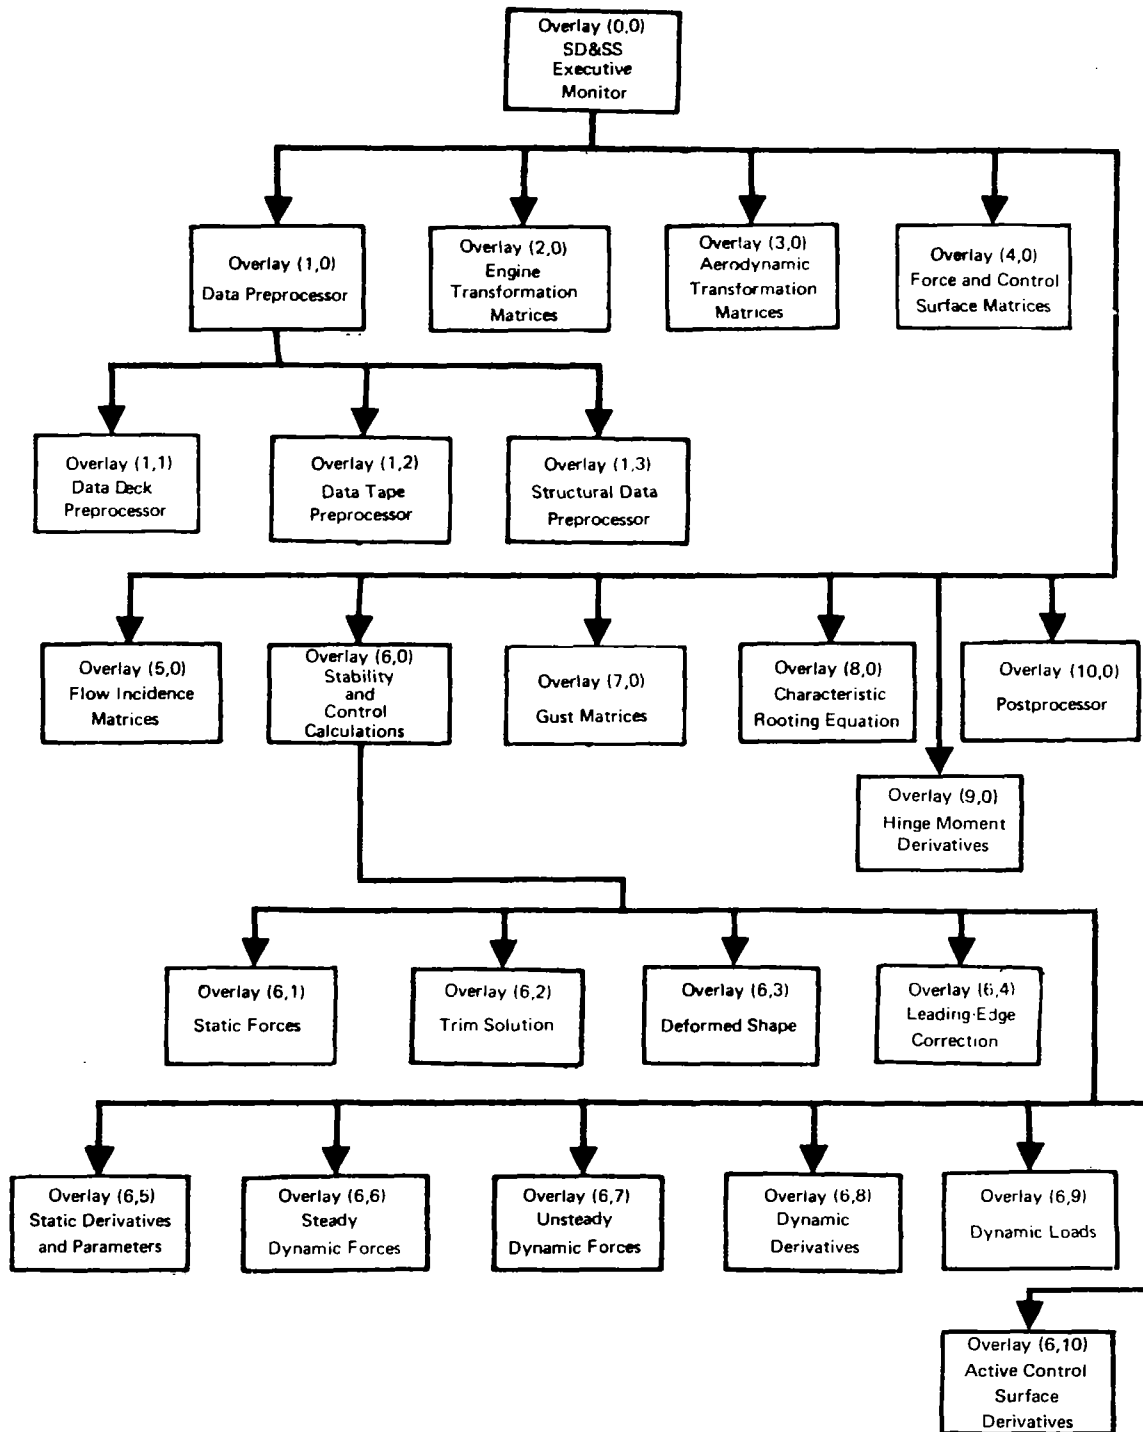 Overlay (0,0)
SD&SS
Executive
Monitor
Overlay (1,0)
Data Preprocessor
Overlay (2,0)
Engine
Transformation
Matrices
Overlay (3,0)
Aerodynamic
Transformation
Matrices
Overlay (4,0)
Force and Control
Surface Matrices
Overlay (1,1)
Data Deck
Preprocessor
Overlay (1,2)
Data Tape
Preprocessor
Overlay (1,3)
Structural Data
Preprocessor
Overlay (5,0)
Flow Incidence
Matrices
Overlay (6,0)
Stability
and
Control
Calculations
Overlay (7,0)
Gust Matrices
Overlay (8,0)
Characteristic
Rooting Equation
Overlay (10,0)
Postprocessor
Overlay (9,0)
Hinge Moment
Derivatives
Overlay (6,1)
Static Forces
Overlay (6,2)
Trim Solution
Overlay (6,3)
Deformed Shape
Overlay (6,4)
Leading-Edge
Correction
Overlay (6,5)
Static Derivatives
and Parameters
Overlay (6,6)
Steady
Dynamic Forces
Overlay (6,7)
Unsteady
Dynamic Forces
Overlay (6,8)
Dynamic
Derivatives
Overlay (6,9)
Dynamic Loads
Overlay (6,10)
Active Control
Surface
Derivatives